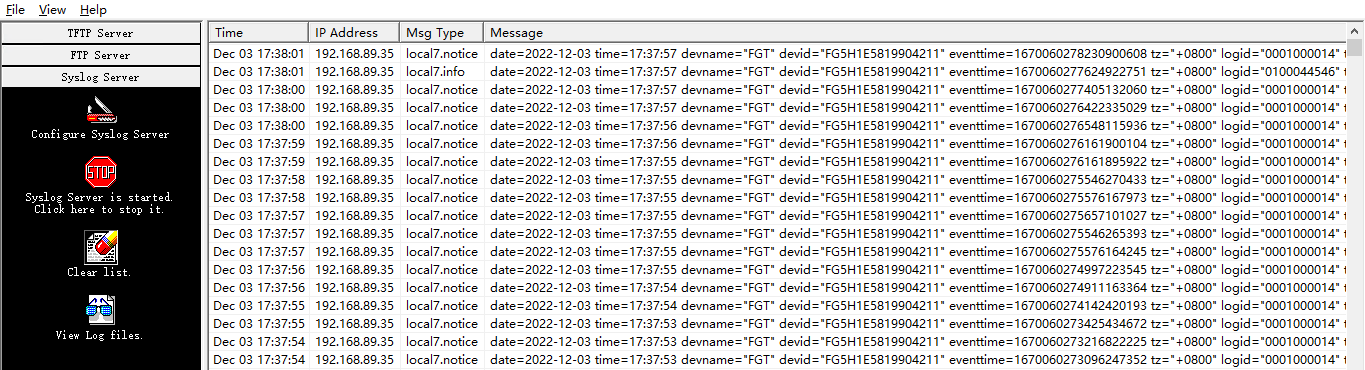 File View Help
TFTP Server
FTP Server
Syslog Server
Configure Syslog Server
Syslog Server is started.
Click here to stop it.
Clear list.
View Log files.
Time IP Address Msg Type Message
Dec 03 17:38:01 192.168.89.35 local7.notice date=2022-12-03 time=17:37:57 devname="FGT" devid="FG5H1E5819904211" eventtime=1670060278230900608 tz="+0800" logid="0001000014" t
Dec 03 17:38:01 192.168.89.35 local7.info date=2022-12-03 time=17:37:57 devname="FGT" devid="FG5H1E5819904211" eventtime=1670060277624922751 tz="+0800" logid="0100044546" t
Dec 03 17:38:00 192.168.89.35 local7.notice date=2022-12-03 time=17:37:57 devname="FGT" devid="FG5H1E5819904211" eventtime=1670060277405132060 tz="+0800" logid="0001000014" t
Dec 03 17:38:00 192.168.89.35 local7.notice date=2022-12-03 time=17:37:57 devname="FGT" devid="FG5H1E5819904211" eventtime=1670060276422335029 tz="+0800" logid="0001000014" t
Dec 03 17:38:00 192.168.89.35 local7.notice date=2022-12-03 time=17:37:56 devname="FGT" devid="FG5H1E5819904211" eventtime=1670060276548115936 tz="+0800" logid="0001000014" t
Dec 03 17:37:59 192.168.89.35 local7.notice date=2022-12-03 time=17:37:56 devname="FGT" devid="FG5H1E5819904211" eventtime=1670060276161900104 tz="+0800" logid="0001000014" t
Dec 03 17:37:59 192.168.89.35 local7.notice date=2022-12-03 time=17:37:55 devname="FGT" devid="FG5H1E5819904211" eventtime=1670060276161895922 tz="+0800" logid="0001000014" t
Dec 03 17:37:58 192.168.89.35 local7.notice date=2022-12-03 time=17:37:55 devname="FGT" devid="FG5H1E5819904211" eventtime=1670060275546270433 tz="+0800" logid="0001000014" t
Dec 03 17:37:58 192.168.89.35 local7.notice date=2022-12-03 time=17:37:55 devname="FGT" devid="FG5H1E5819904211" eventtime=1670060275576167973 tz="+0800" logid="0001000014" t
Dec 03 17:37:57 192.168.89.35 local7.notice date=2022-12-03 time=17:37:55 devname="FGT" devid="FG5H1E5819904211" eventtime=1670060275657101027 tz="+0800" logid="0001000014" t
Dec 03 17:37:57 192.168.89.35 local7.notice date=2022-12-03 time=17:37:55 devname="FGT" devid="FG5H1E5819904211" eventtime=1670060275546265393 tz="+0800" logid="0001000014" t
Dec 03 17:37:57 192.168.89.35 local7.notice date=2022-12-03 time=17:37:55 devname="FGT" devid="FG5H1E5819904211" eventtime=1670060275576164245 tz="+0800" logid="0001000014" t
Dec 03 17:37:56 192.168.89.35 local7.notice date=2022-12-03 time=17:37:55 devname="FGT" devid="FG5H1E5819904211" eventtime=1670060274997223545 tz="+0800" logid="0001000014" t
Dec 03 17:37:56 192.168.89.35 local7.notice date=2022-12-03 time=17:37:54 devname="FGT" devid="FG5H1E5819904211" eventtime=1670060274911163364 tz="+0800" logid="0001000014" t
Dec 03 17:37:55 192.168.89.35 local7.notice date=2022-12-03 time=17:37:54 devname="FGT" devid="FG5H1E5819904211" eventtime=1670060274142420193 tz="+0800" logid="0001000014" t
Dec 03 17:37:55 192.168.89.35 local7.notice date=2022-12-03 time=17:37:53 devname="FGT" devid="FG5H1E5819904211" eventtime=1670060273425434672 tz="+0800" logid="0001000014" t
Dec 03 17:37:54 192.168.89.35 local7.notice date=2022-12-03 time=17:37:53 devname="FGT" devid="FG5H1E5819904211" eventtime=1670060273216822225 tz="+0800" logid="0001000014" t
Dec 03 17:37:54 192.168.89.35 local7.notice date=2022-12-03 time=17:37:53 devname="FGT" devid="FG5H1E5819904211" eventtime=1670060273096247352 tz="+0800" logid="0001000014" t
STOP